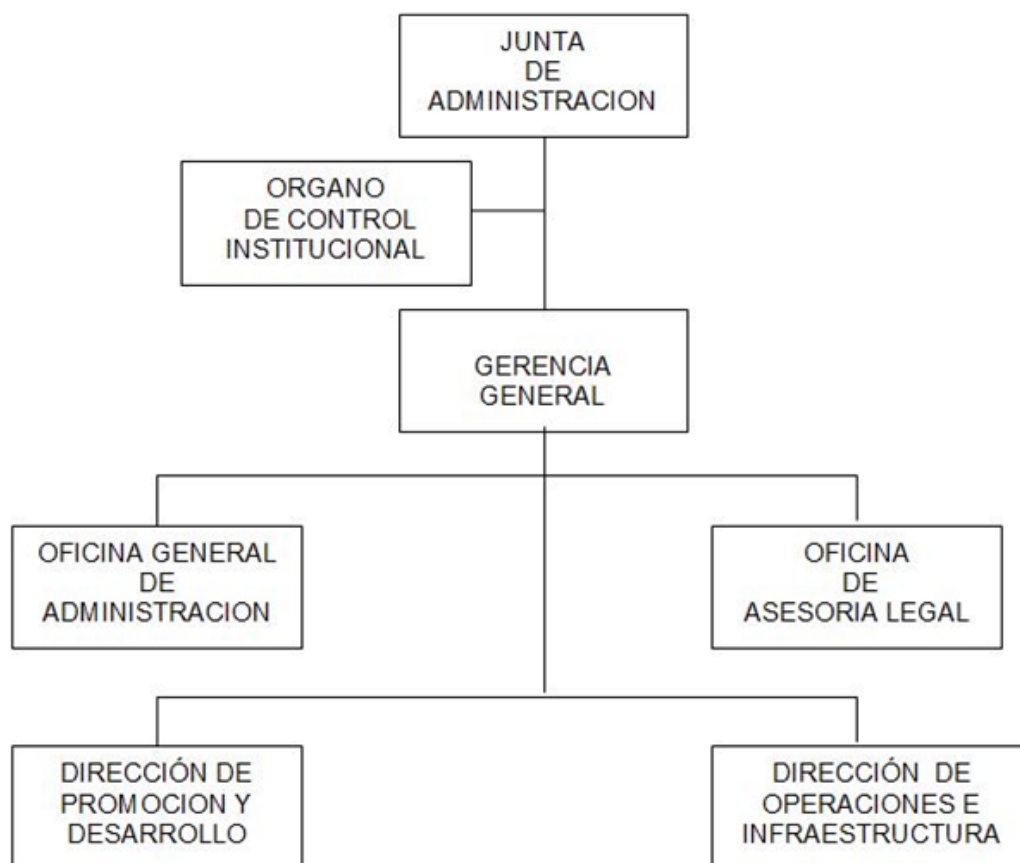 JUNTA
DE
ADMINISTRACION
ORGANO
DE CONTROL
INSTITUCIONAL
GERENCIA
GENERAL
OFICINA GENERAL
DE
ADMINISTRACION
OFICINA
DE
ASESORIA LEGAL
DIRECCIÓN DE
PROMOCION Y
DESARROLLO
DIRECCIÓN DE
OPERACIONES E
INFRAESTRUCTURA